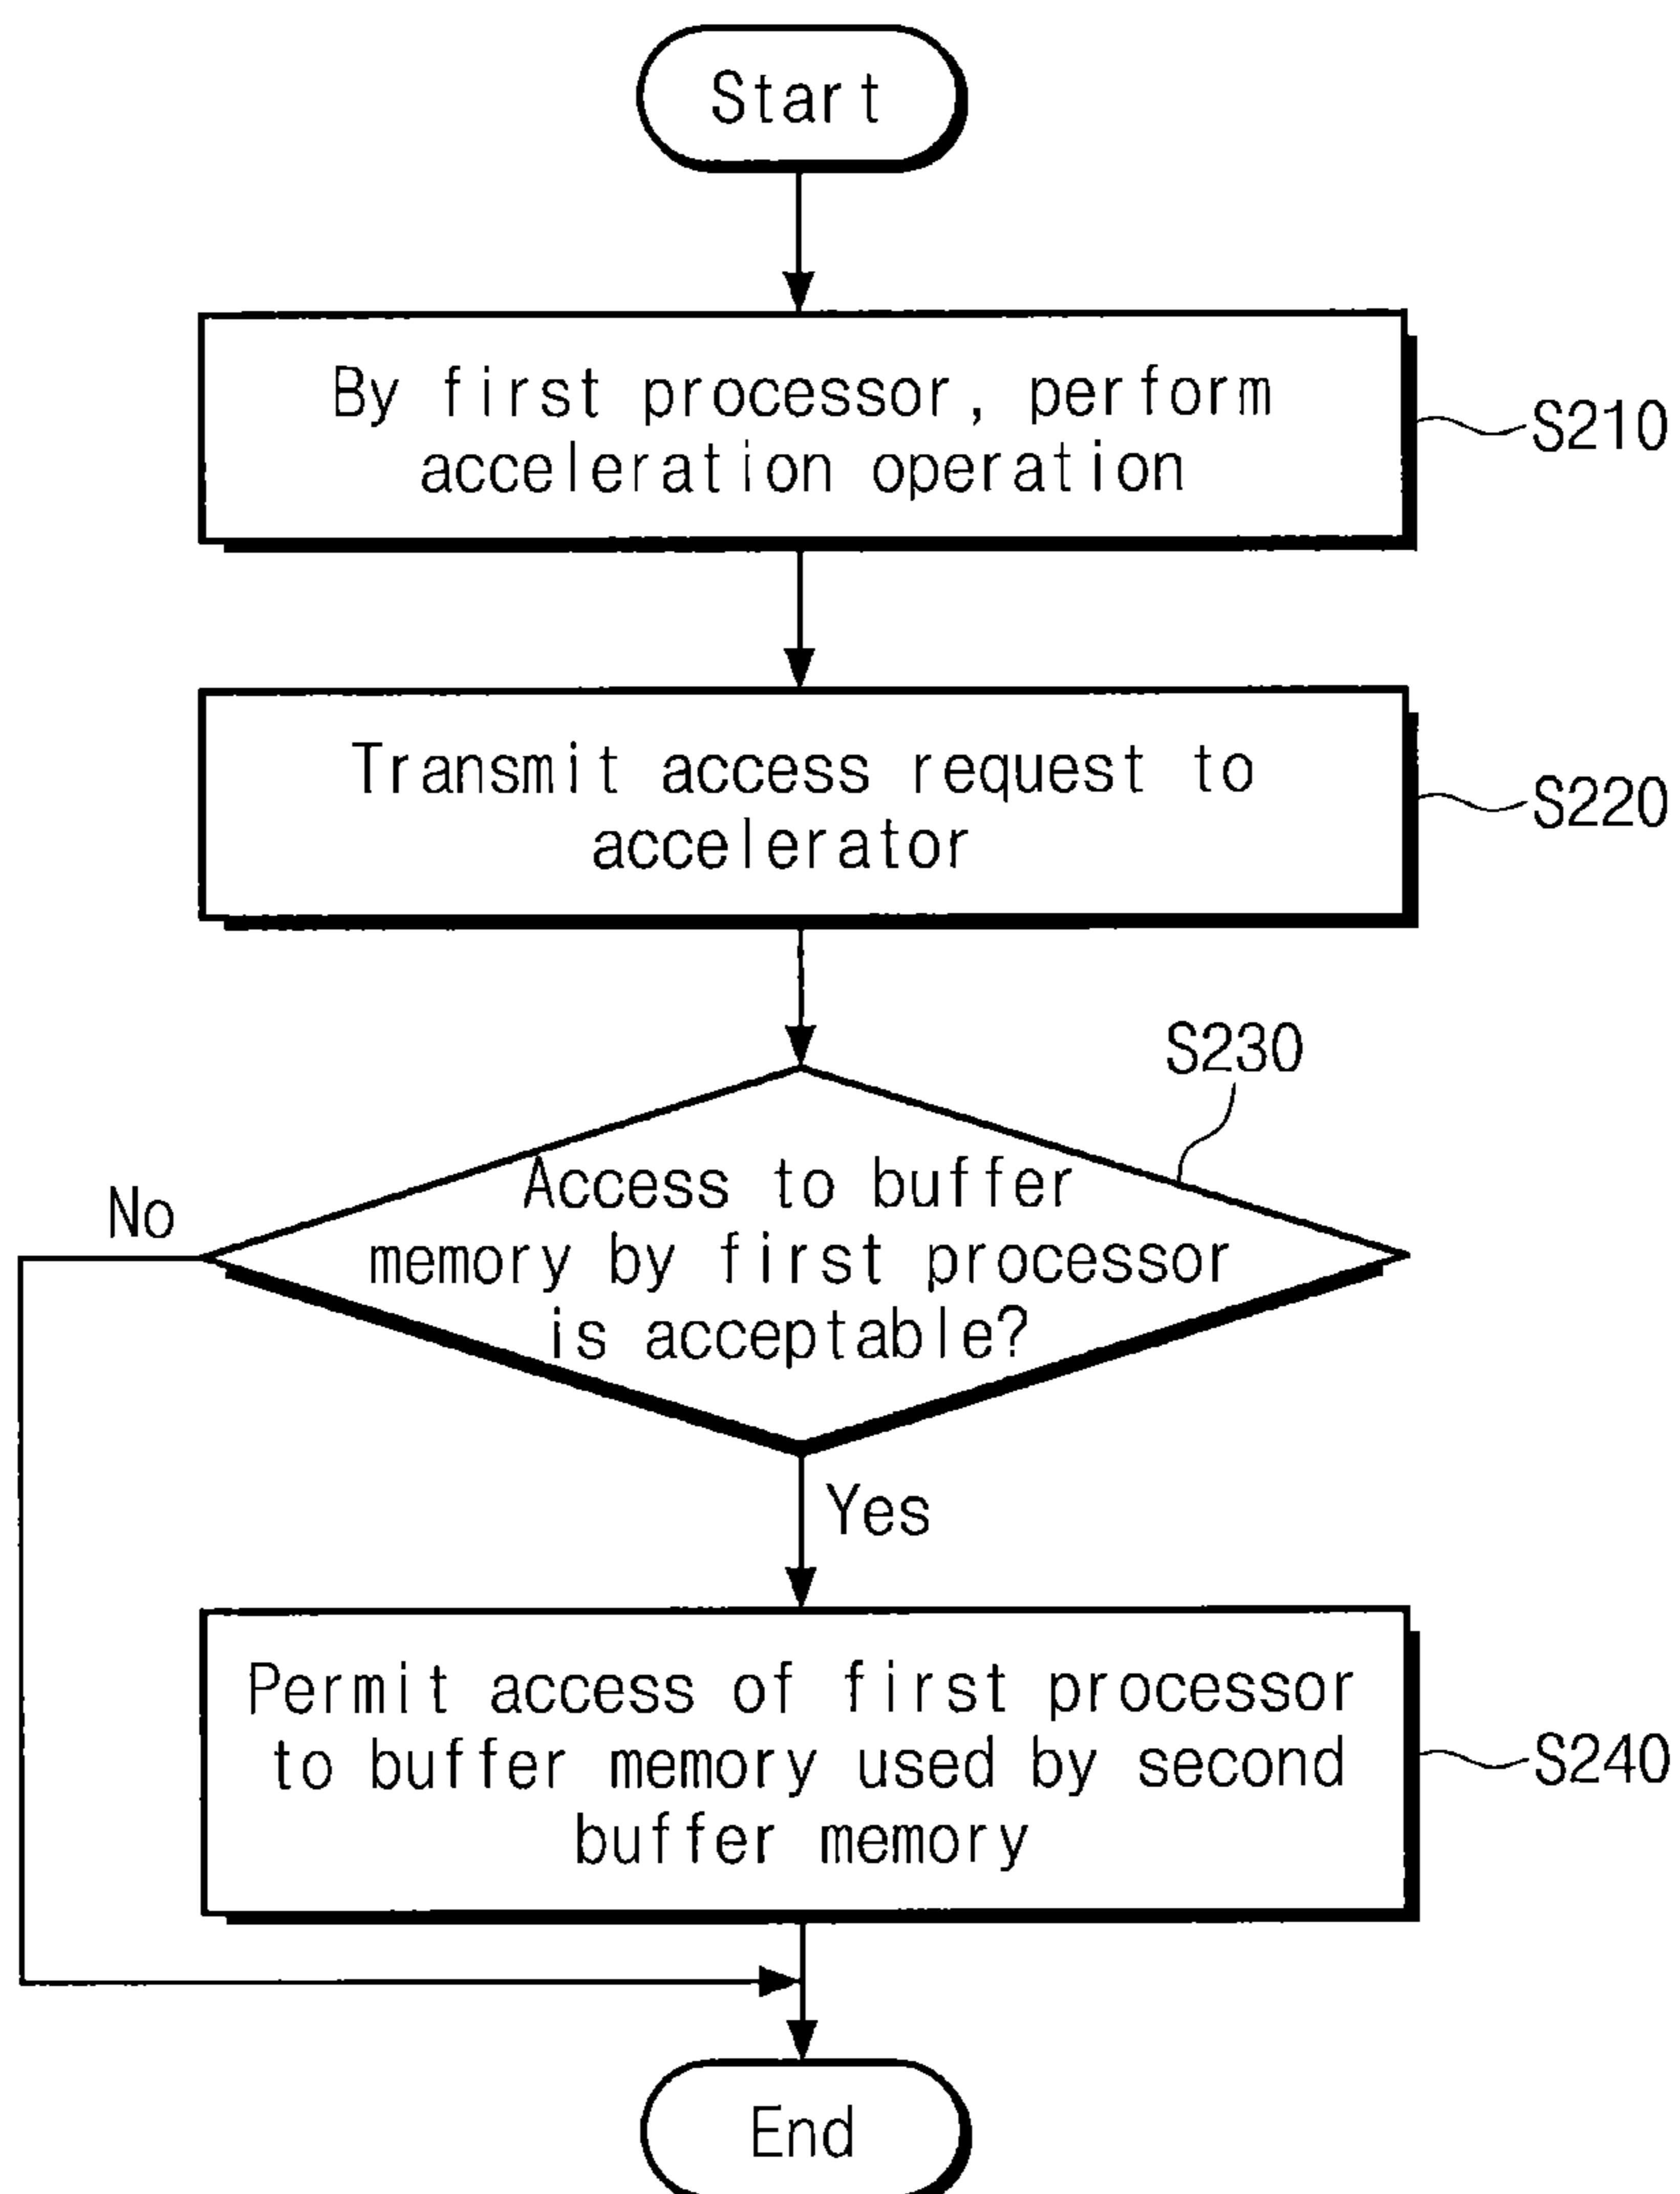 Start
By first processor, perform
acceleration operation
S210
Transmit access request to
accelerator
S220
S230
Access to buffer
memory by first processor
is acceptable?
No
Yes
Permit access of first processor
to buffer memory used by second
buffer memory
S240
End